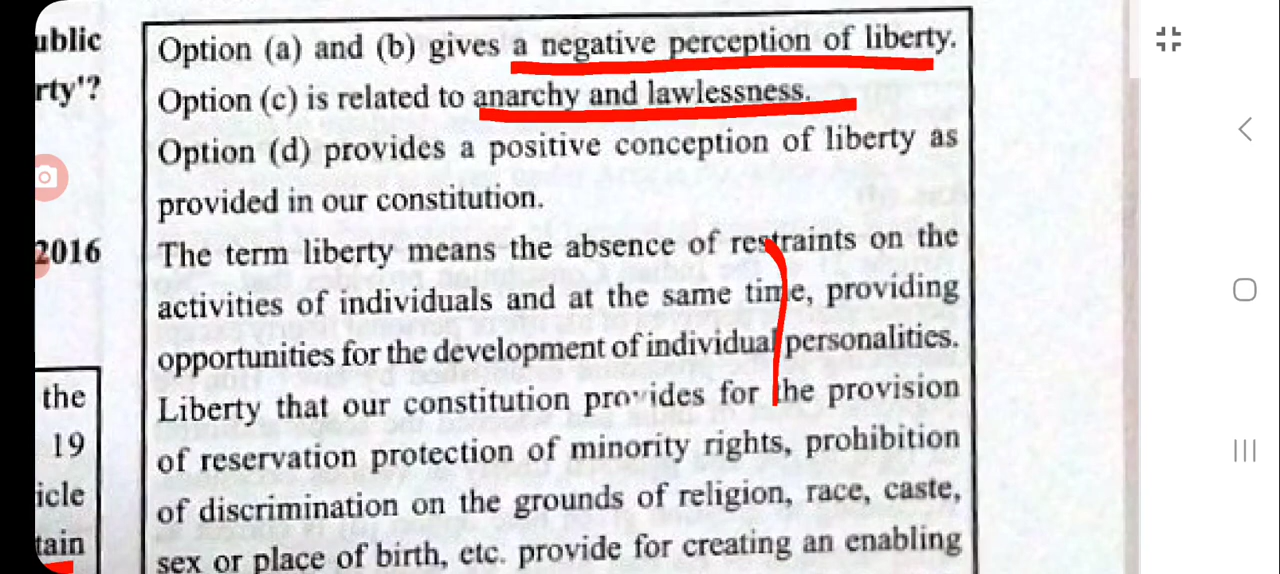 ublic
rty'?
2016
the
19
icle
tain
Option (a) and (b) gives a negative perception of liberty.
Option (c) is related to anarchy and lawlessness.
Option (d) provides a positive conception of liberty as
provided in our constitution.
The term liberty means the absence of restraints on the
activities of individuals and at the same time, providing
opportunities for the development of individual personalities.
Liberty that our constitution provides for the provision
of reservation protection of minority rights, prohibition
of discrimination on the grounds of religion, race, caste,
sex or place of birth, etc. provide for creating an enabling